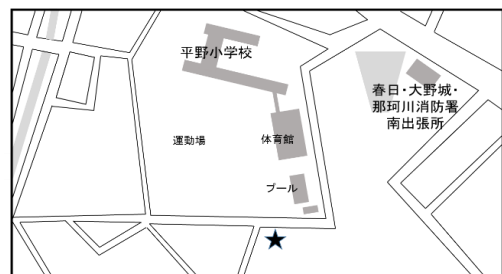 平野小学校
春日・大野城・
那珂川消防署
南出張所
運動場
体育館
プール